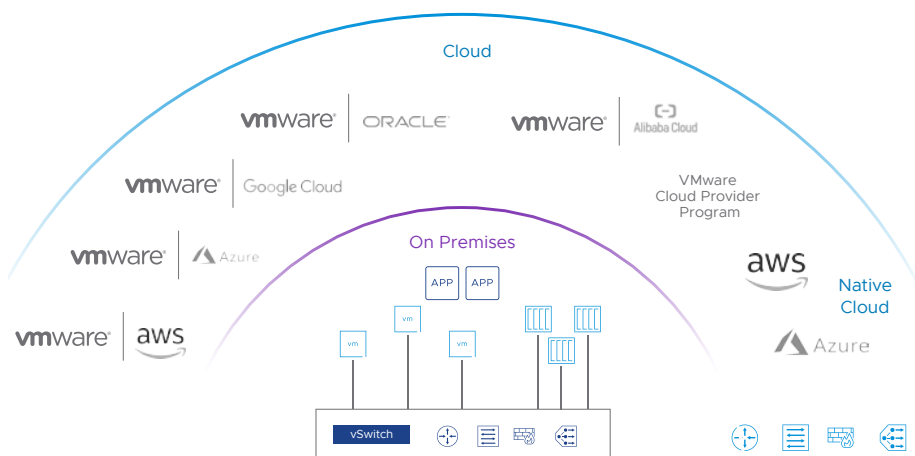 Cloud
vmware® | ORACLE
vmware® | Alibaba Cloud
vmware® | Google Cloud
VMware
Cloud Provider
Program
On Premises
vmware® | Azure
aws
Native
Cloud
APP APP
vm
vm
vm
vmware® | aws
Azure
vSwitch